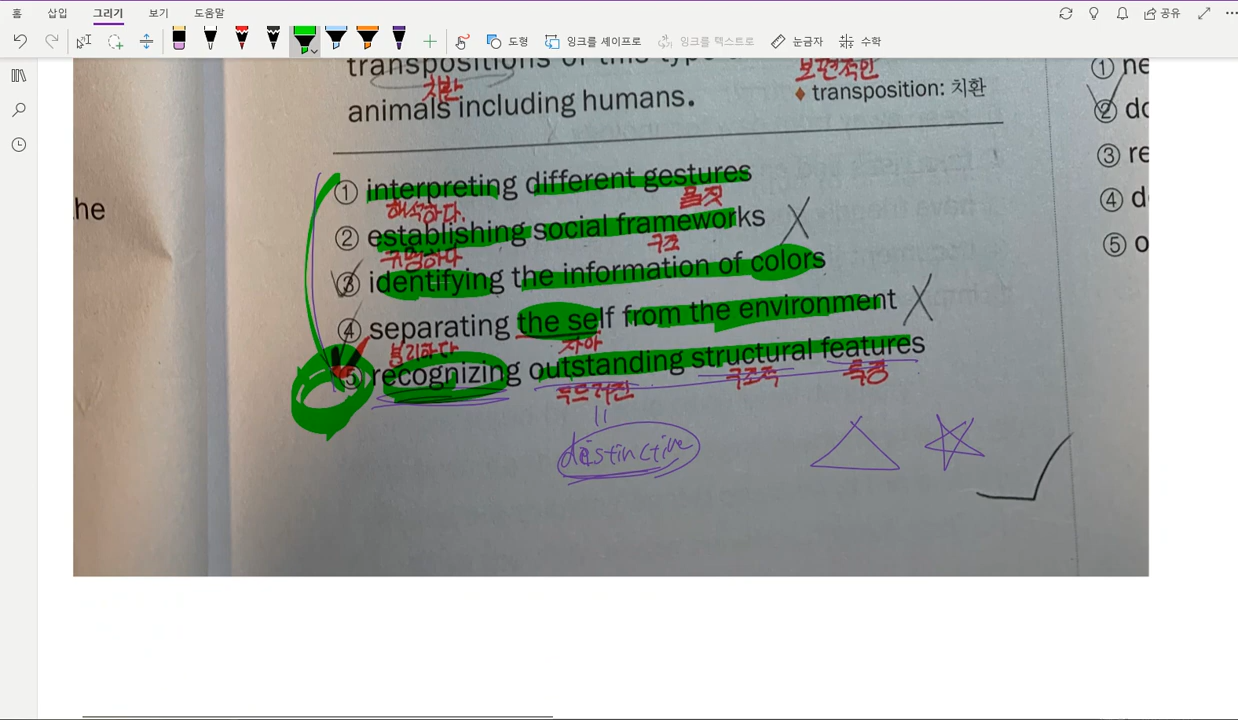 홈 삽입 그리기 보기 도움말 공유
도형 잉크를 셰이프로 잉크를 텍스트로 눈금자 수학
transpositions of this type
치환
animals including humans.
보편적인
♦ transposition: 치환
he
① interpreting different gestures
해석하다. 몸짓
② establishing social frameworks X
규명하다 구조
③ identifying the information of colors
④ separating the self from the environment X
분리하다 자아
⑤ recognizing outstanding structural features
두드러진 구조적 특징
=
distinctive
① ne
② do
③ re
④ d
⑤ o